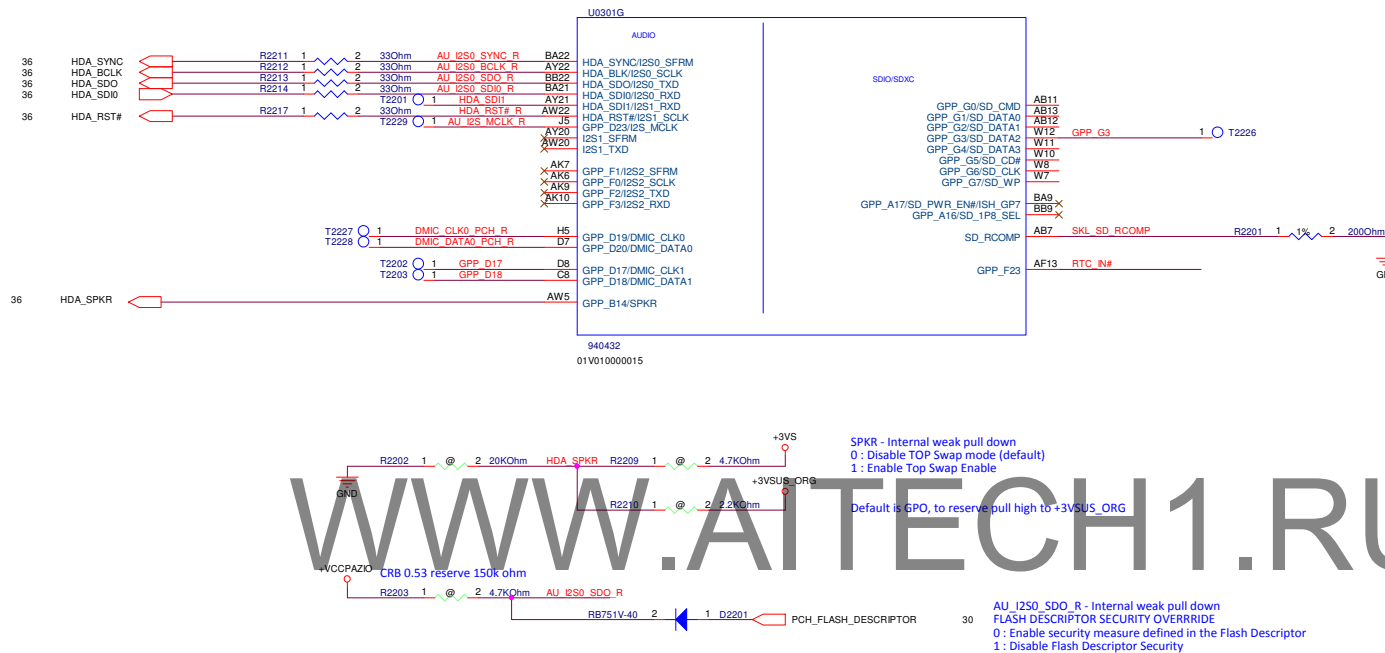 U0301G
AUDIO
SDIO/SDXC
36 HDA_SYNC R2211 1 2 33Ohm AU_I2S0_SYNC_R BA22 HDA_SYNC/I2S0_SFRM
36 HDA_BCLK R2212 1 2 33Ohm AU_I2S0_BCLK_R AY22 HDA_BLK/I2S0_SCLK
36 HDA_SDO R2213 1 2 33Ohm AU_I2S0_SDO_R BB22 HDA_SDO/I2S0_TXD
36 HDA_SDI0 R2214 1 2 33Ohm AU_I2S0_SDI0_R BA21 HDA_SDI0/I2S0_RXD
T2201 1 HDA_SDI1 AY21 HDA_SDI1/I2S1_RXD
36 HDA_RST# R2217 1 2 33Ohm HDA_RST#_R AW22 HDA_RST#/I2S1_SCLK
T2229 1 AU_I2S_MCLK_R J5 GPP_D23/I2S_MCLK
AY20 I2S1_SFRM
AW20 I2S1_TXD
AK7 GPP_F1/I2S2_SFRM
AK6 GPP_F0/I2S2_SCLK
AK9 GPP_F2/I2S2_TXD
AK10 GPP_F3/I2S2_RXD
T2227 1 DMIC_CLK0_PCH_R H5 GPP_D19/DMIC_CLK0
T2228 1 DMIC_DATA0_PCH_R D7 GPP_D20/DMIC_DATA0
T2202 1 GPP_D17 D8 GPP_D17/DMIC_CLK1
T2203 1 GPP_D18 C8 GPP_D18/DMIC_DATA1
36 HDA_SPKR AW5 GPP_B14/SPKR
GPP_G0/SD_CMD AB11
GPP_G1/SD_DATA0 AB13
GPP_G2/SD_DATA1 AB12
GPP_G3/SD_DATA2 W12 GPP_G3 1 T2226
GPP_G4/SD_DATA3 W11
GPP_G5/SD_CD# W10
GPP_G6/SD_CLK W8
GPP_G7/SD_WP W7
GPP_A17/SD_PWR_EN#/ISH_GP7 BA9
GPP_A16/SD_1P8_SEL BB9
SD_RCOMP AB7 SKL_SD_RCOMP R2201 1 1% 2 200Ohm
GPP_F23 AF13 RTC_IN#
940432
01V010000015
+3VS
R2202 1 @ 2 20KOhm HDA_SPKR R2209 1 @ 2 4.7KOhm
GND
+3VSUS_ORG
R2210 1 @ 2 2.2KOhm
SPKR - Internal weak pull down
0 : Disable TOP Swap mode (default)
1 : Enable Top Swap Enable
Default is GPO, to reserve pull high to +3VSUS_ORG
WWW.AITECH1.RU
+VCCPAZIO
CRB 0.53 reserve 150k ohm
R2203 1 @ 2 4.7KOhm AU_I2S0_SDO_R
RB751V-40 2 1 D2201 PCH_FLASH_DESCRIPTOR 30
AU_I2S0_SDO_R - Internal weak pull down
FLASH DESCRIPTOR SECURITY OVERRRIDE
0 : Enable security measure defined in the Flash Descriptor
1 : Disable Flash Descriptor Security